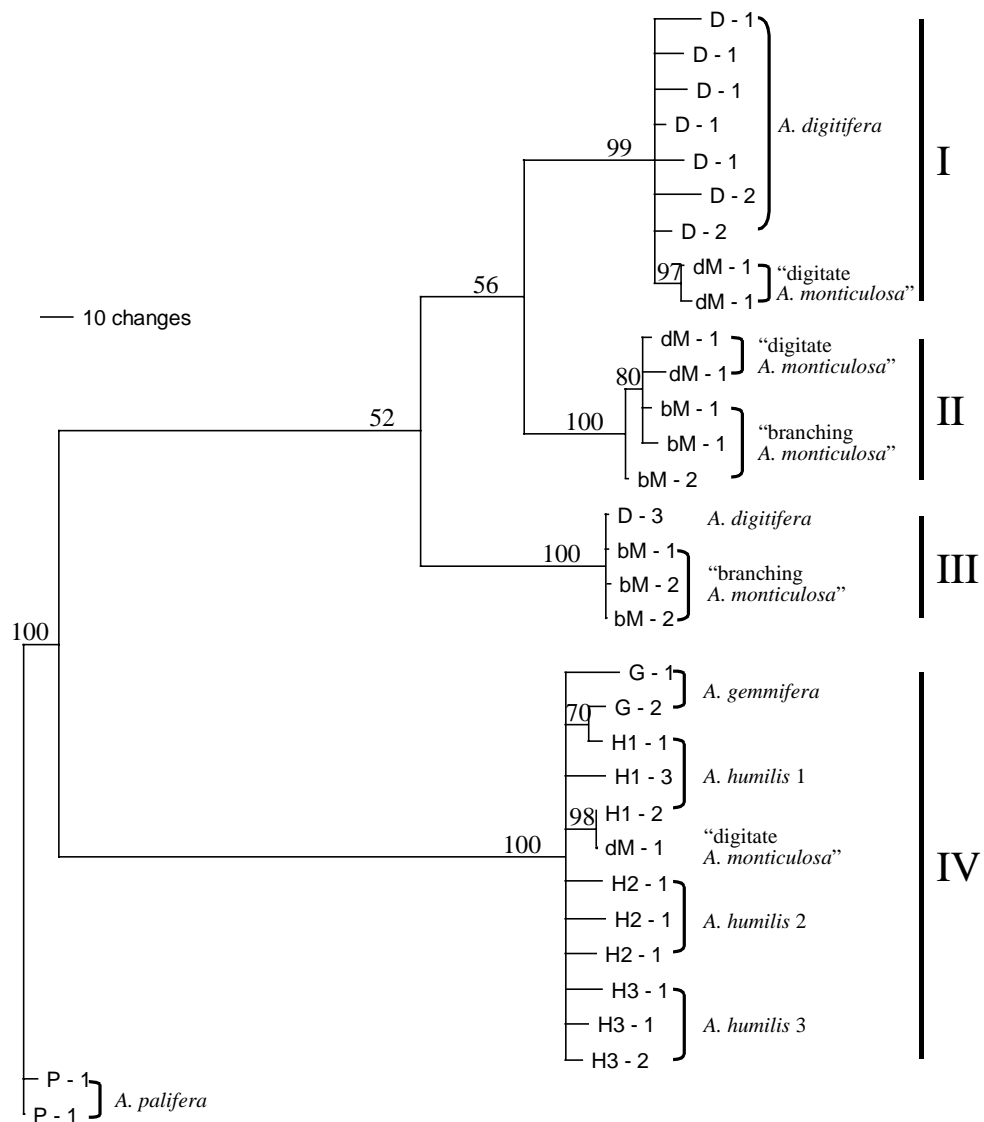 D - 1
D - 1
D - 1
D - 1
A. digitifera
99
D - 1
I
D - 2
D - 2
97
dM - 1
“digitate
A. monticulosa”
dM - 1
56
10 changes
dM - 1
“digitate
A. monticulosa”
80
dM - 1
52
bM - 1
II
100
“branching
A. monticulosa”
bM - 1
bM - 2
D - 3
A. digitifera
100
bM - 1
III
“branching
A. monticulosa”
bM - 2
bM - 2
100
G - 1
A. gemmifera
70
G - 2
H1 - 1
H1 - 3
A. humilis 1
98
H1 - 2
100
dM - 1
“digitate
A. monticulosa”
IV
H2 - 1
H2 - 1
A. humilis 2
H2 - 1
H3 - 1
H3 - 1
A. humilis 3
H3 - 2
P - 1
A. palifera
P - 1